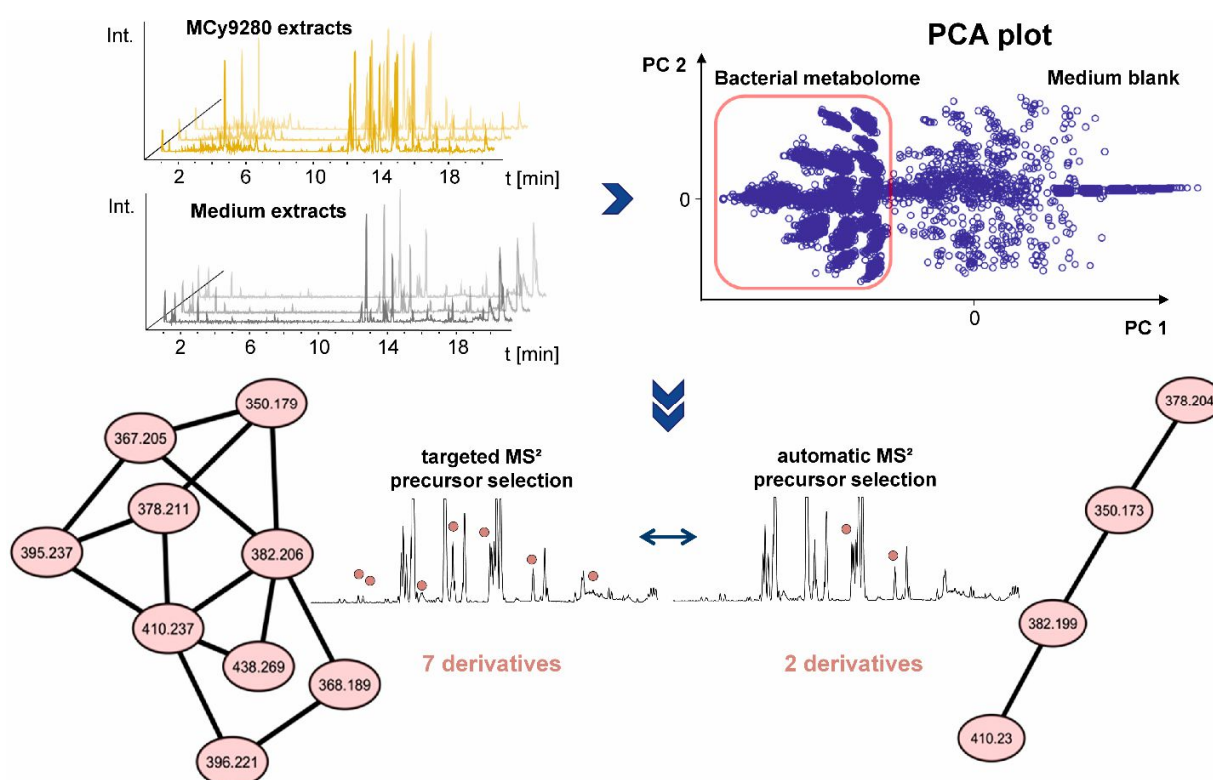 MCy9280 extracts
Int.
2 6 10 14 18
t [min]
Medium extracts
Int.
2 6 10 14 18
t [min]
PCA plot
PC 2
Bacterial metabolome
Medium blank
0
0
PC 1
350.179
367.205
378.211
395.237
382.206
410.237
438.269
368.189
396.221
targeted MS²
precursor selection
7 derivatives
automatic MS²
precursor selection
2 derivatives
378.204
350.173
382.199
410.23